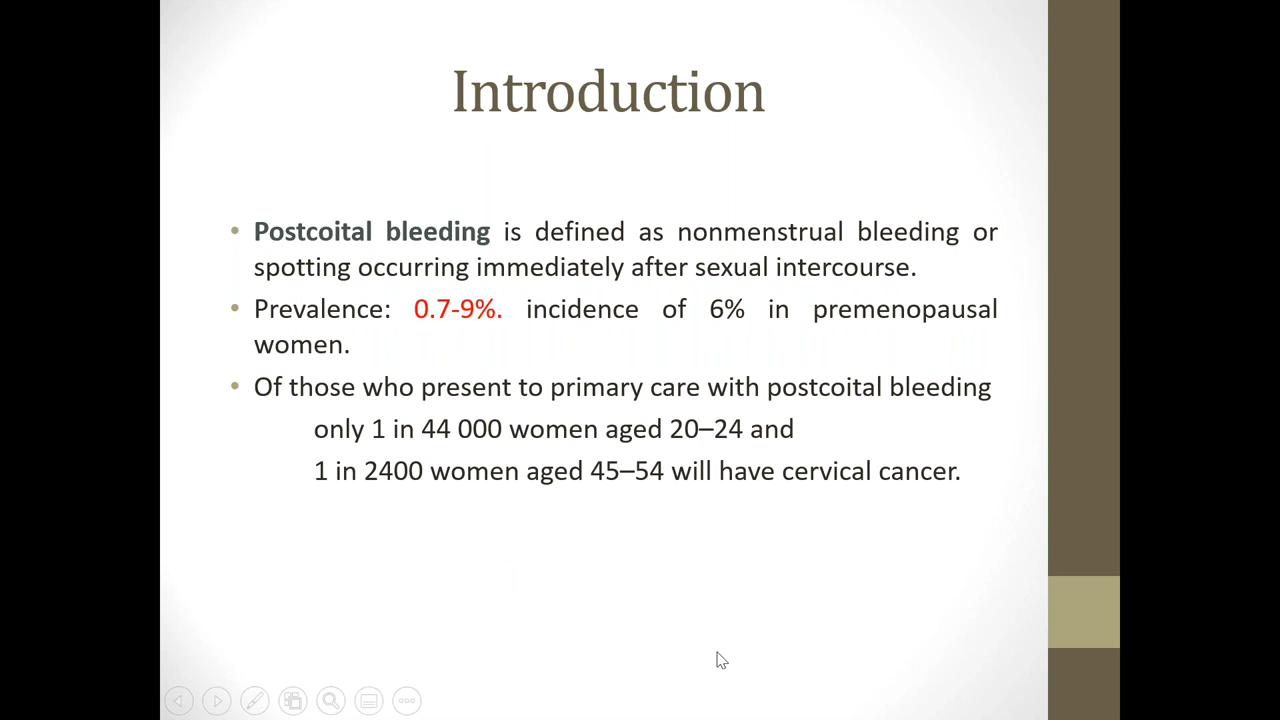 Introduction
• Postcoital bleeding is defined as nonmenstrual bleeding or
spotting occurring immediately after sexual intercourse.
• Prevalence: 0.7-9%. incidence of 6% in premenopausal
women.
• Of those who present to primary care with postcoital bleeding
only 1 in 44 000 women aged 20–24 and
1 in 2400 women aged 45–54 will have cervical cancer.